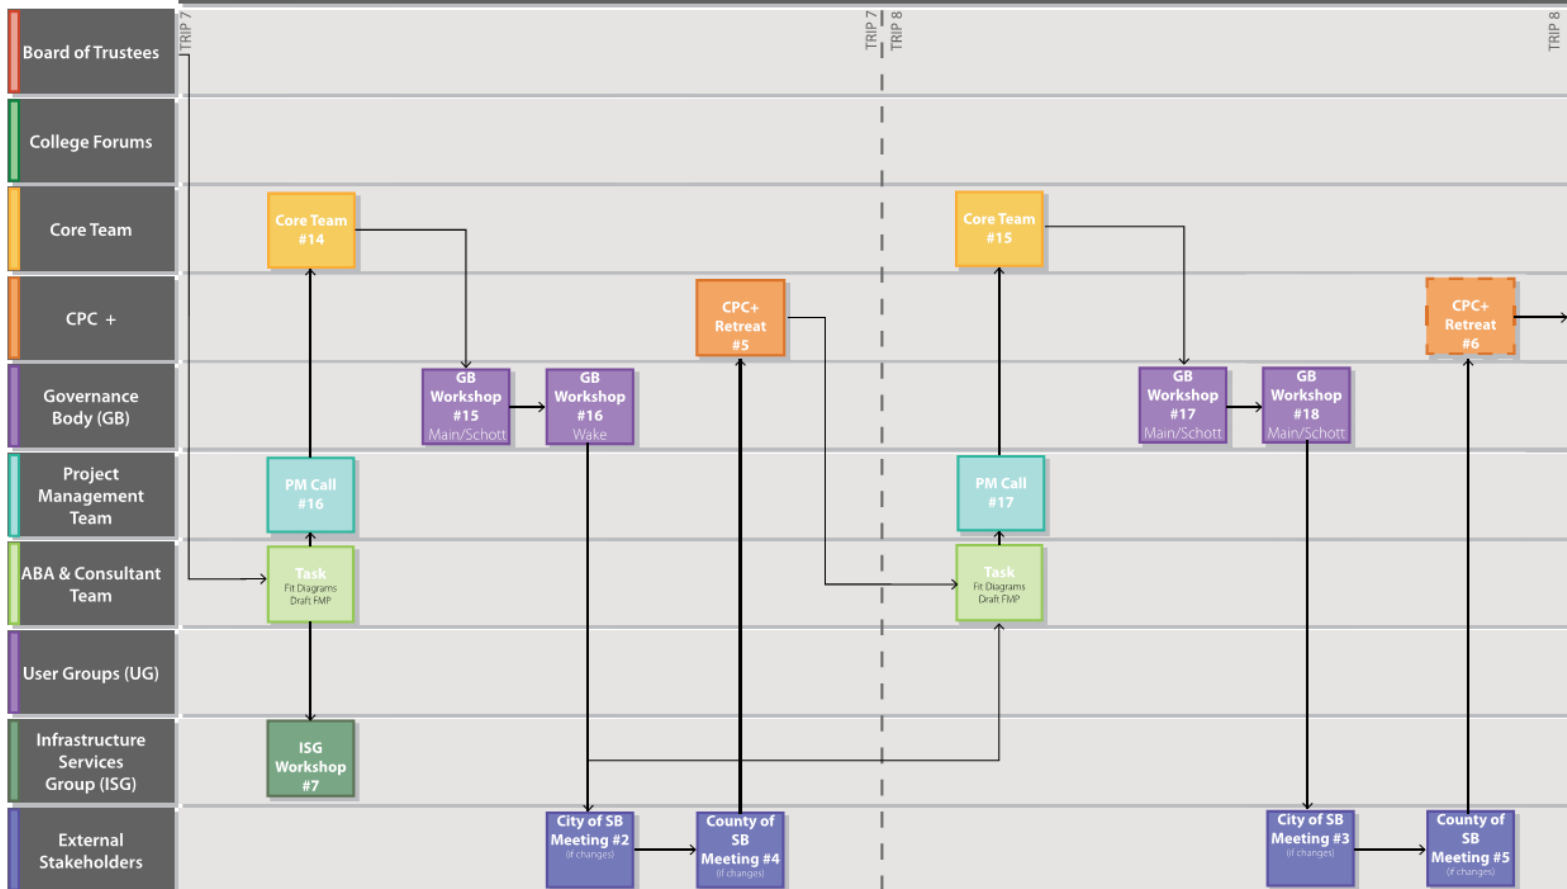 TRIP 7
TRIP 7
TRIP 8
TRIP 8
Board of Trustees
College Forums
Core Team
Core Team
#14
Core Team
#15
CPC +
CPC+
Retreat
#5
CPC+
Retreat
#6
Governance
Body (GB)
GB
Workshop
#15
Main/Schott
GB
Workshop
#16
Wake
GB
Workshop
#17
Main/Schott
GB
Workshop
#18
Main/Schott
Project
Management
Team
PM Call
#16
PM Call
#17
ABA & Consultant
Team
Task
Fit Diagrams
Draft FMP
Task
Fit Diagrams
Draft FMP
User Groups (UG)
Infrastructure
Services
Group (ISG)
ISG
Workshop
#7
External
Stakeholders
City of SB
Meeting #2
(if changes)
County of
SB
Meeting #4
(if changes)
City of SB
Meeting #3
(if changes)
County of
SB
Meeting #5
(if changes)